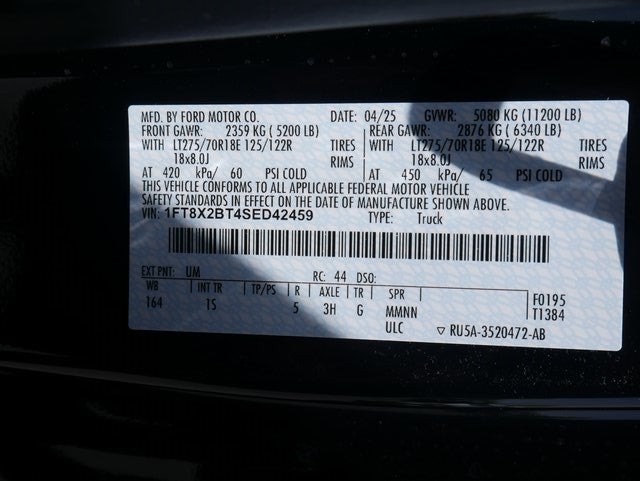 MFD. BY FORD MOTOR CO. DATE: 04/25 GVWR: 5080 KG (11200 LB)
FRONT GAWR: 2359 KG (5200 LB) REAR GAWR: 2876 KG (6340 LB)
WITH LT275/70R18E 125/122R TIRES WITH LT275/70R18E 125/122R TIRES
18x8.0J RIMS 18x8.0J RIMS
AT 420 kPa/ 60 PSI COLD AT 450 kPa/ 65 PSI COLD
THIS VEHICLE CONFORMS TO ALL APPLICABLE FEDERAL MOTOR VEHICLE
SAFETY STANDARDS IN EFFECT ON THE DATE OF MANUFACTURE SHOWN ABOVE.
VIN: 1FT8X2BT4SED42459 TYPE: Truck
EXT PNT: UM RC: 44 DSO:
WB INT TR TP/PS R AXLE TR SPR F0195
164 1S 5 3H G MMNN T1384
ULC ▽ RU5A-3520472-AB